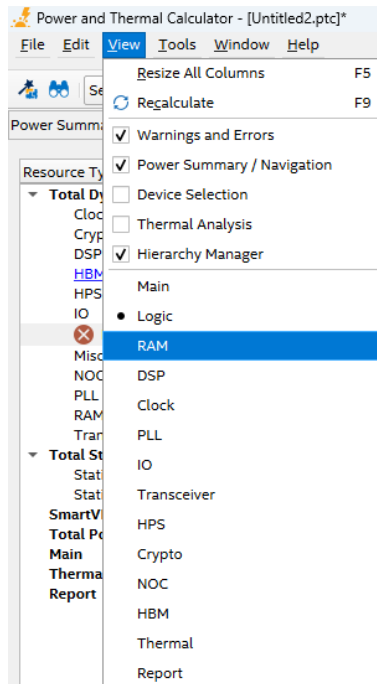 Power and Thermal Calculator - [Untitled2.ptc]*
File Edit View Tools Window Help
Resize All Columns F5
Recalculate F9
Warnings and Errors
Power Summary / Navigation
Device Selection
Thermal Analysis
Hierarchy Manager
Main
Logic
RAM
DSP
Clock
PLL
IO
Transceiver
HPS
Crypto
NOC
HBM
Thermal
Report
Se
Power Summa
Resource Ty
Total Dy
Cloc
Cryp
DSP
HBM
HPS
IO
Misc
NOC
PLL
RAM
Tran
Total St
Stati
Stati
SmartVI
Total Po
Main
Therma
Report